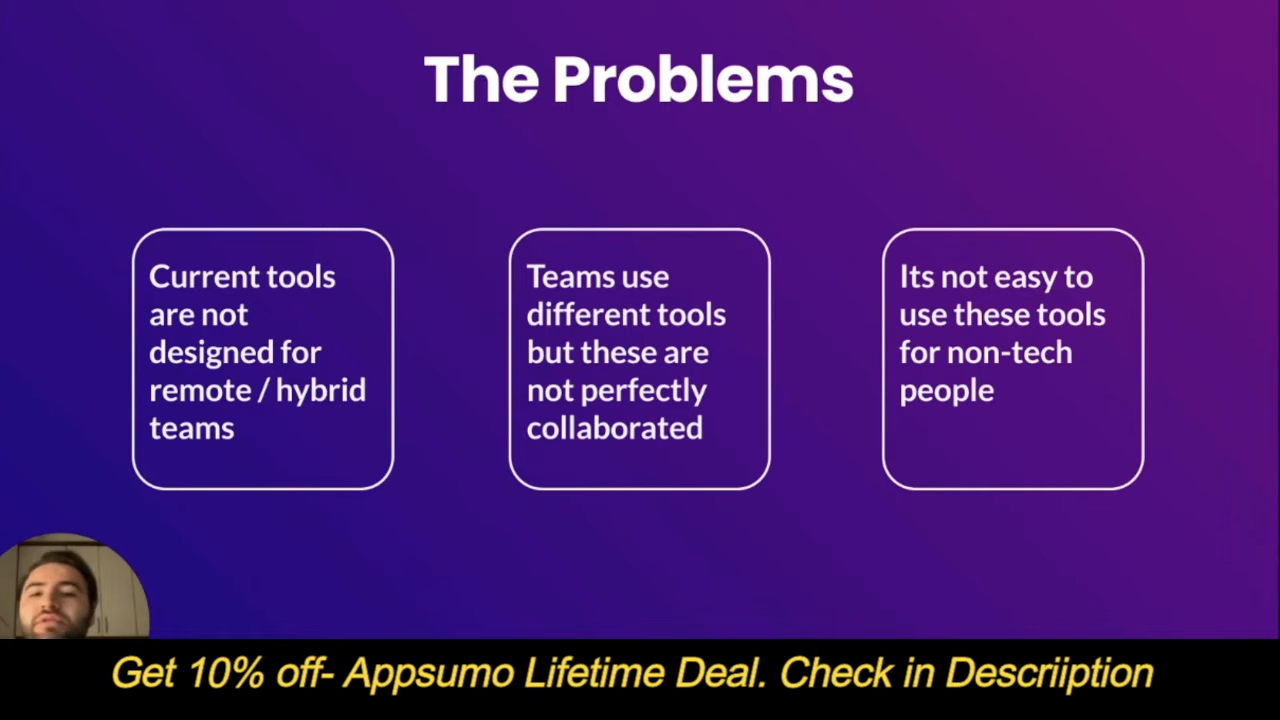 The Problems
Current tools
are not
designed for
remote / hybrid
teams
Teams use
different tools
but these are
not perfectly
collaborated
Its not easy to
use these tools
for non-tech
people
Get 10% off- Appsumo Lifetime Deal. Check in Descriiption